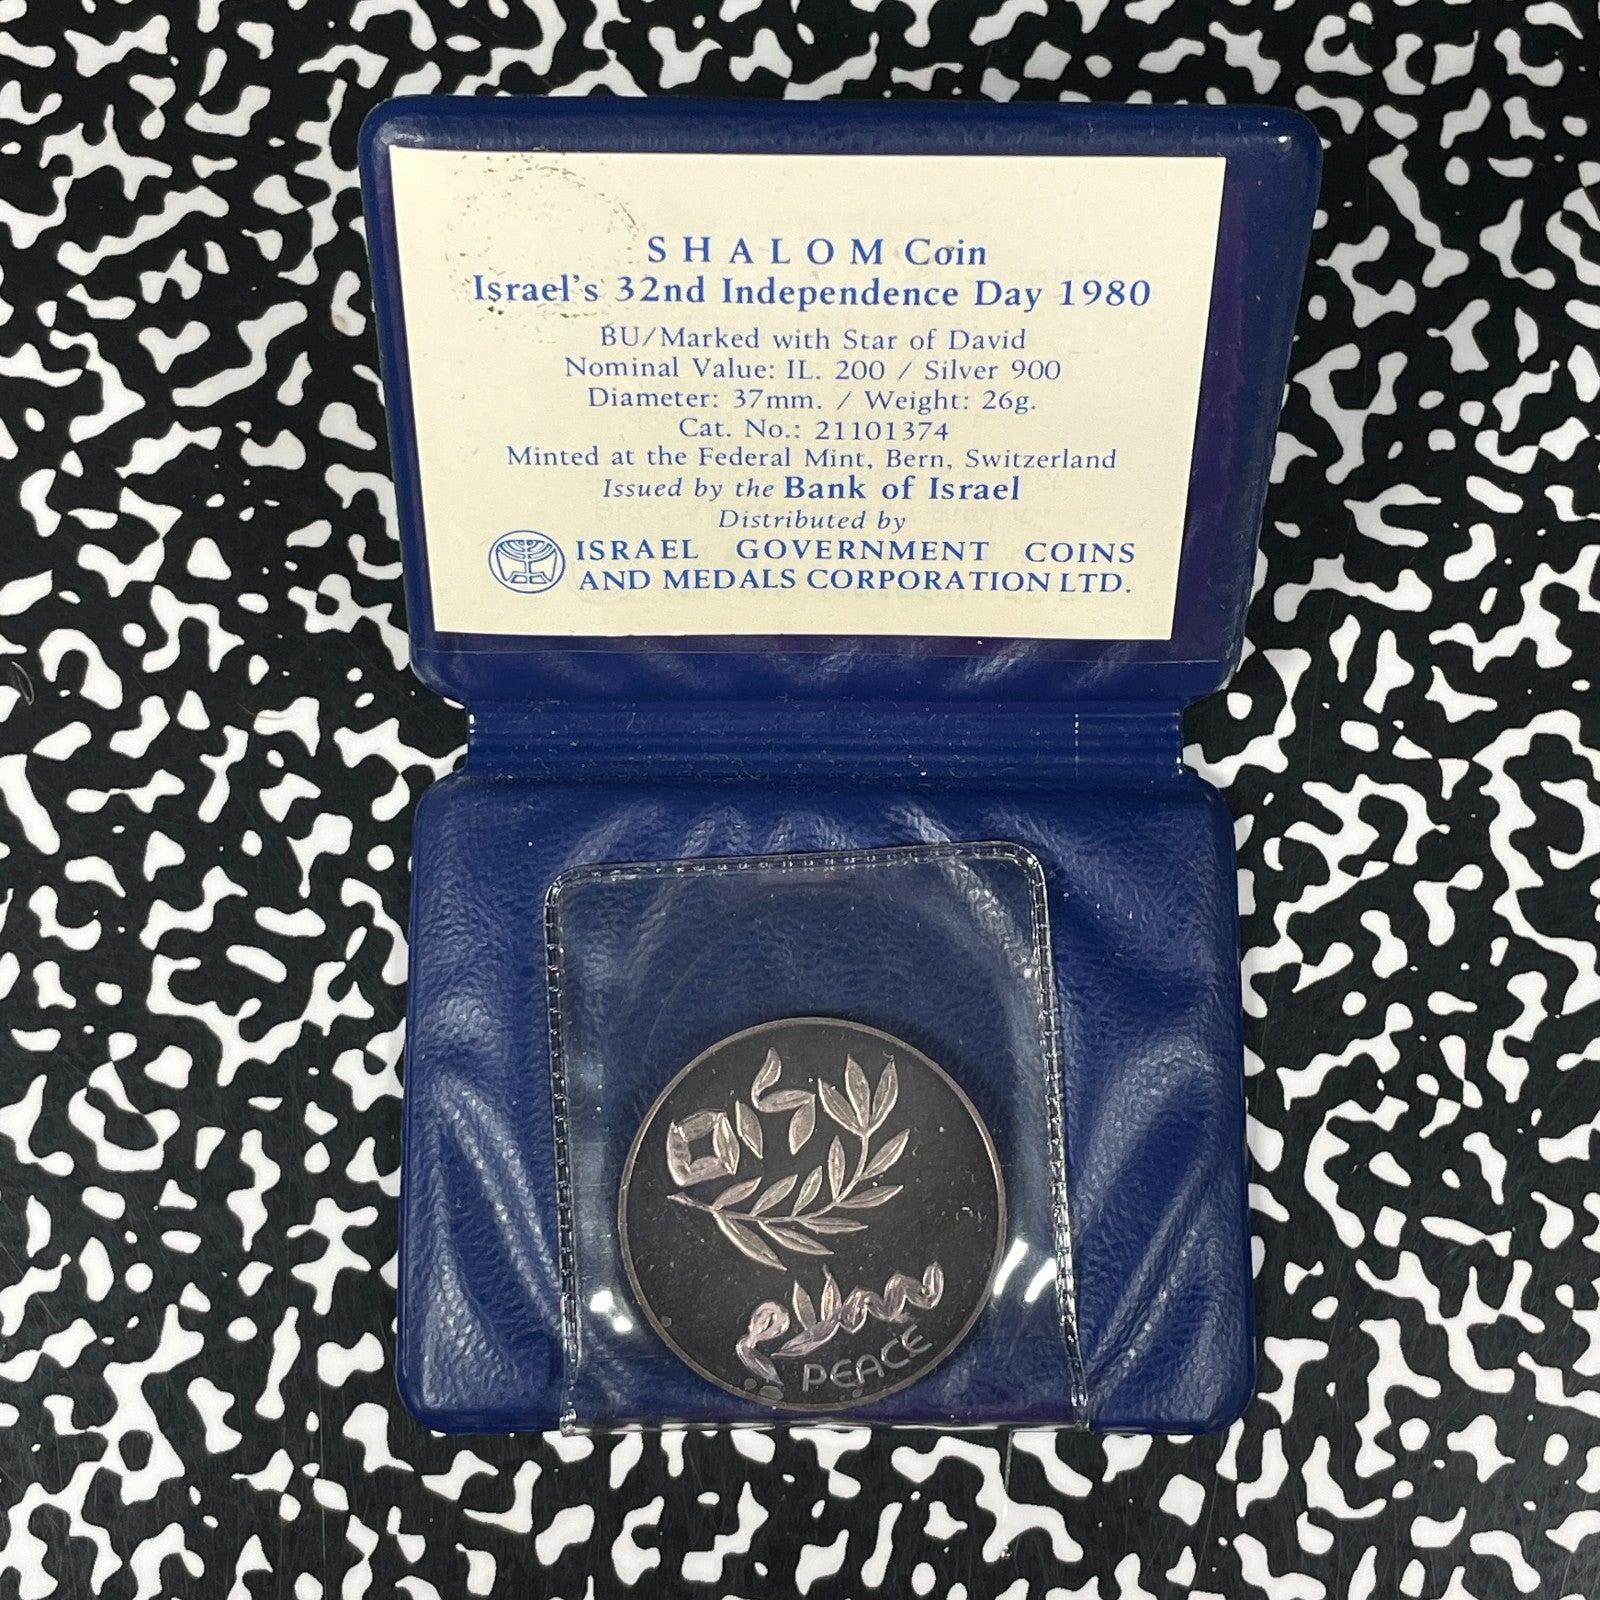 SHALOM Coin
Israel's 32nd Independence Day 1980
BU/Marked with Star of David
Nominal Value: IL. 200 / Silver 900
Diameter: 37mm. / Weight: 26g.
Cat. No.: 21101374
Minted at the Federal Mint, Bern, Switzerland
Issued by the Bank of Israel
Distributed by
ISRAEL GOVERNMENT COINS
AND MEDALS CORPORATION LTD.
שלום
PEACE